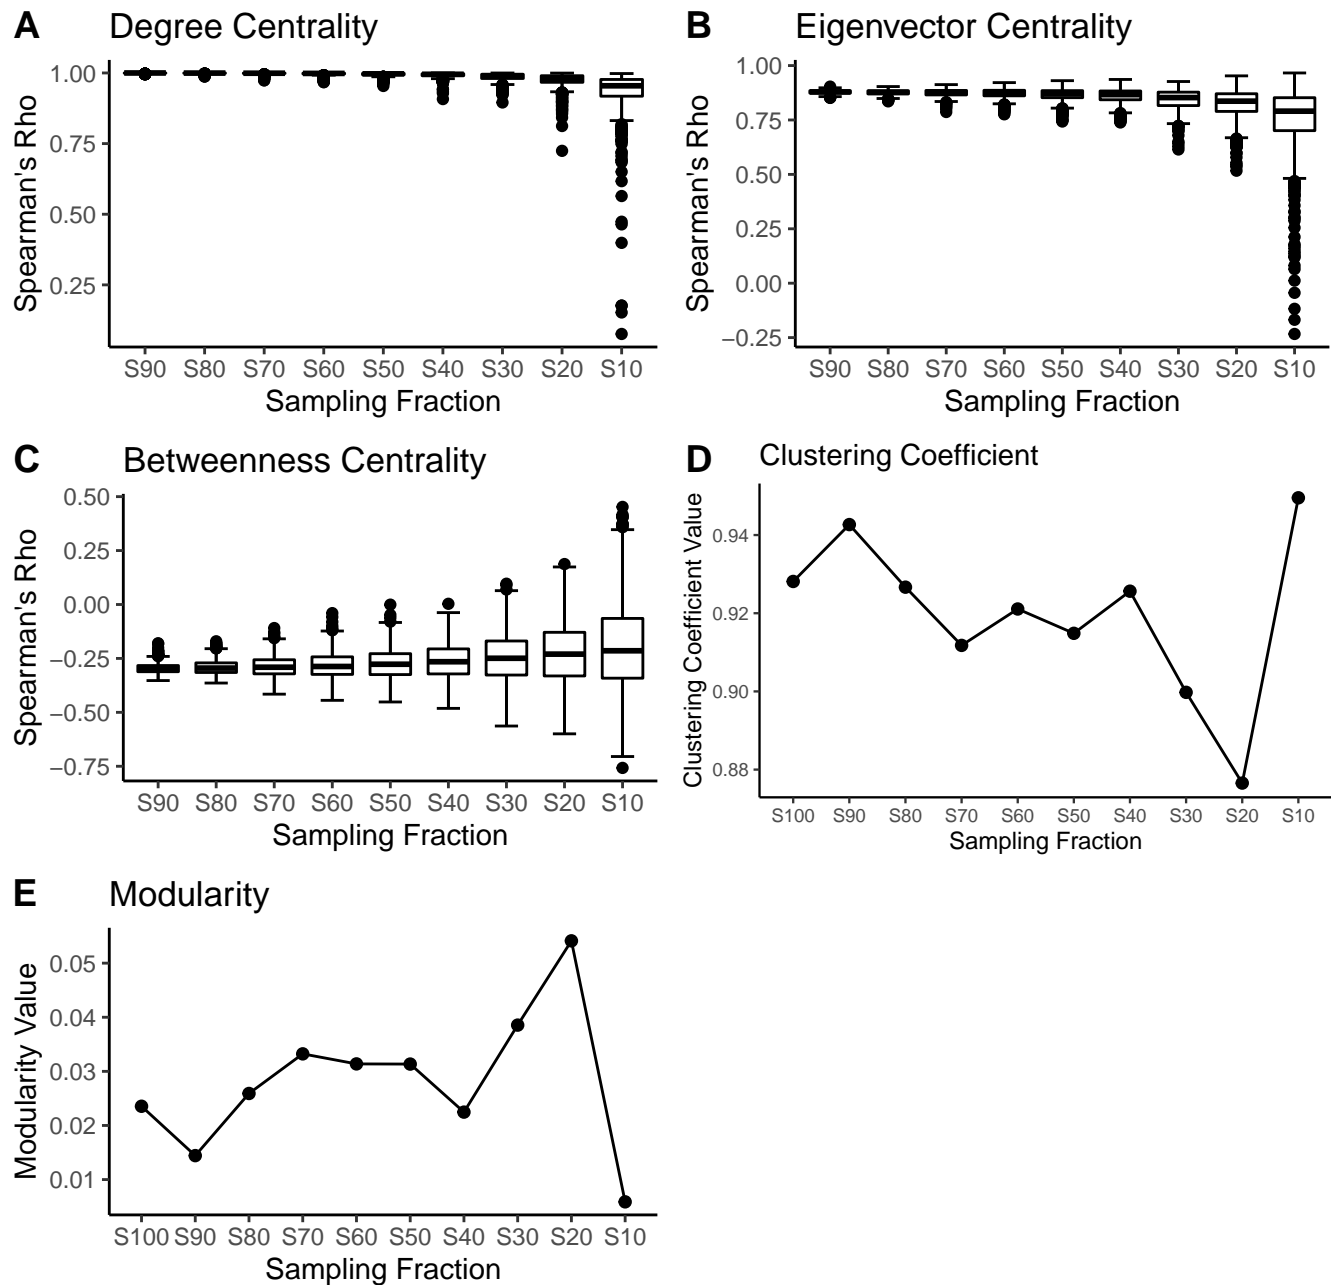 A Degree Centrality
Spearman's Rho
1.00
0.75
0.50
0.25
S90 S80 S70 S60 S50 S40 S30 S20 S10
Sampling Fraction
B Eigenvector Centrality
Spearman's Rho
1.00
0.75
0.50
0.25
0.00
−0.25
S90 S80 S70 S60 S50 S40 S30 S20 S10
Sampling Fraction
C Betweenness Centrality
Spearman's Rho
0.50
0.25
0.00
−0.25
−0.50
−0.75
S90 S80 S70 S60 S50 S40 S30 S20 S10
Sampling Fraction
D Clustering Coefficient
Clustering Coefficient Value
0.94
0.92
0.90
0.88
S100 S90 S80 S70 S60 S50 S40 S30 S20 S10
Sampling Fraction
E Modularity
Modularity Value
0.05
0.04
0.03
0.02
0.01
S100 S90 S80 S70 S60 S50 S40 S30 S20 S10
Sampling Fraction